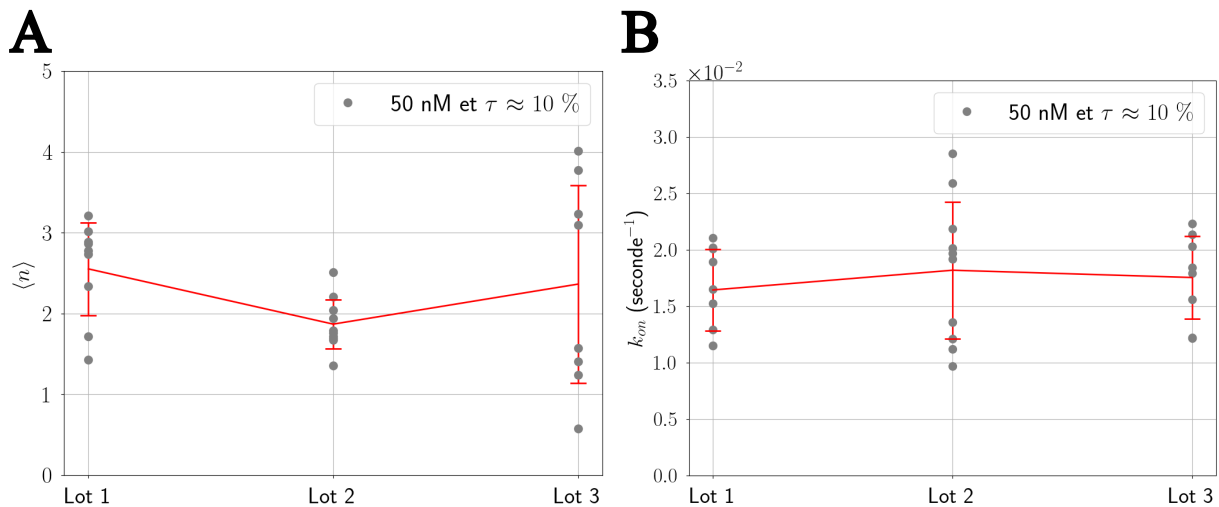 A
50 nM et τ ≈ 10 %
5
4
3
2
1
0
⟨n⟩
Lot 1 Lot 2 Lot 3
B
×10⁻²
50 nM et τ ≈ 10 %
3.5
3.0
2.5
2.0
1.5
1.0
0.5
0.0
k_on (seconde⁻¹)
Lot 1 Lot 2 Lot 3